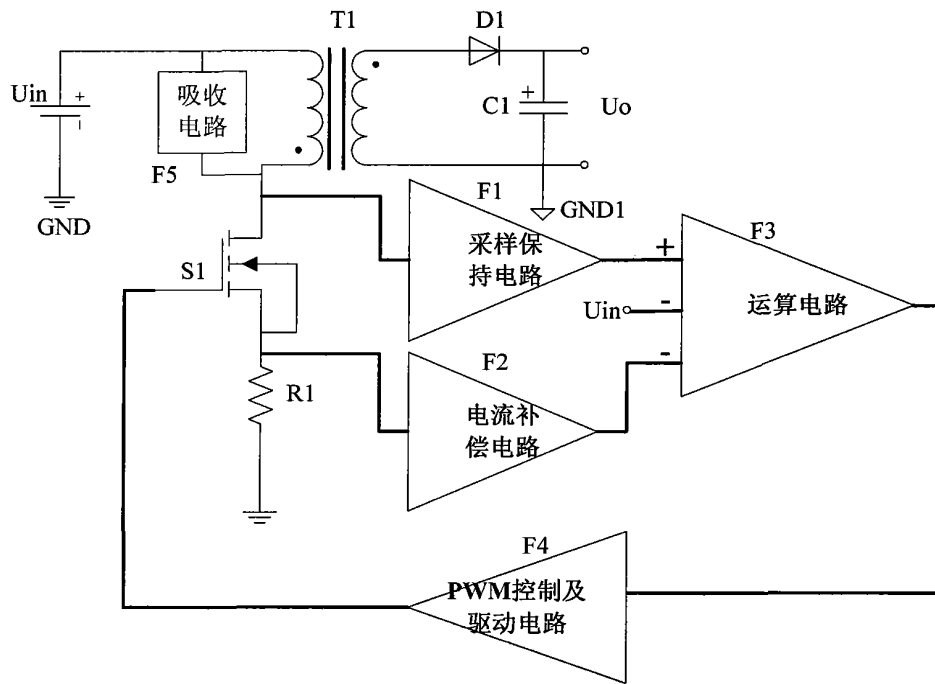 T1
D1
Uin
+
吸收
电路
+
C1
Uo
F5
GND
F1
GND1
采样保
持电路
F3
+
S1
Uin
-
运算电路
-
F2
R1
电流补
偿电路
F4
PWM控制及
驱动电路